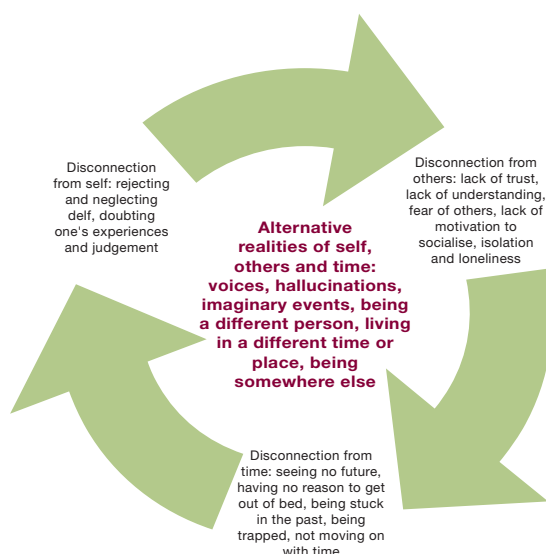 Disconnection
from self: rejecting
and neglecting
delf, doubting
one's experiences
and judgement
Disconnection from
others: lack of trust,
lack of understanding,
fear of others, lack of
motivation to
socialise, isolation
and loneliness
Alternative
realities of self,
others and time:
voices, hallucinations,
imaginary events, being
a different person, living
in a different time or
place, being
somewhere else
Disconnection from
time: seeing no future,
having no reason to get
out of bed, being stuck
in the past, being
trapped, not moving on
with time